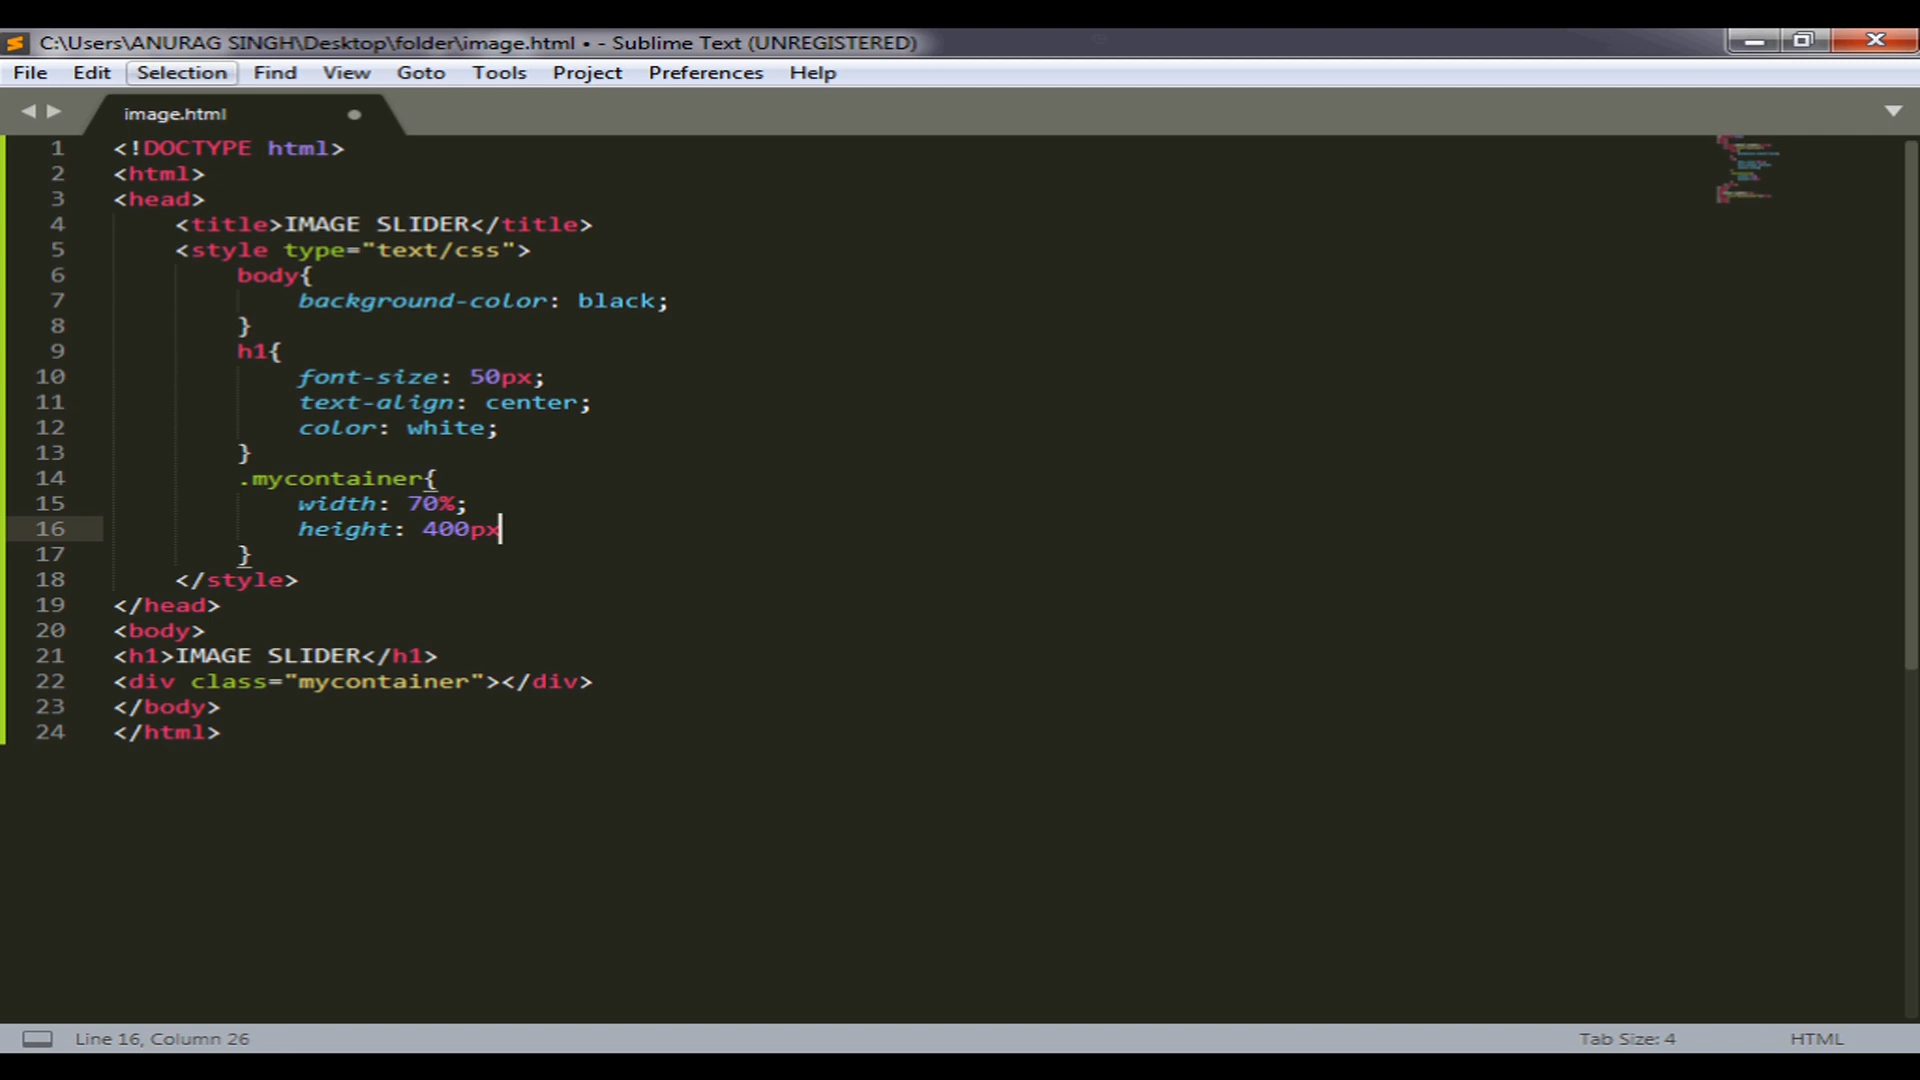 C:\Users\ANURAG SINGH\Desktop\folder\image.html • - Sublime Text (UNREGISTERED)
File Edit Selection Find View Goto Tools Project Preferences Help
image.html
1 <!DOCTYPE html>
2 <html>
3 <head>
4 <title>IMAGE SLIDER</title>
5 <style type="text/css">
6 body{
7 background-color: black;
8 }
9 h1{
10 font-size: 50px;
11 text-align: center;
12 color: white;
13 }
14 .mycontainer{
15 width: 70%;
16 height: 400px
17 }
18 </style>
19 </head>
20 <body>
21 <h1>IMAGE SLIDER</h1>
22 <div class="mycontainer"></div>
23 </body>
24 </html>
Line 16, Column 26 Tab Size: 4 HTML